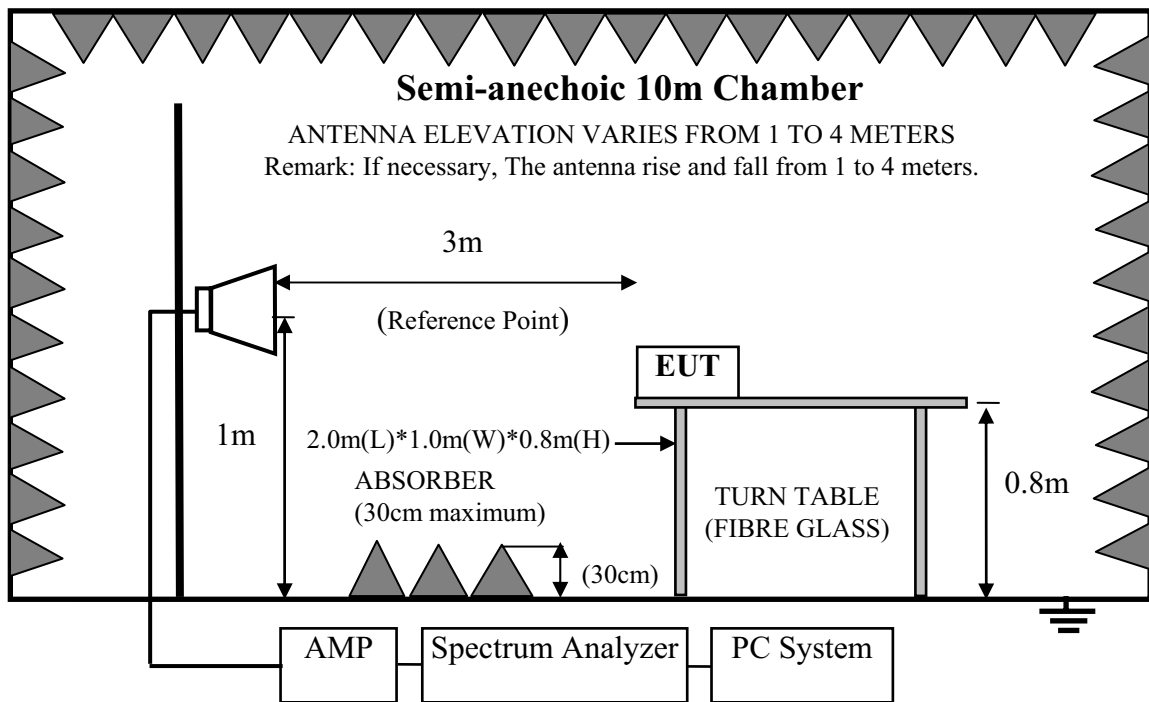 Semi-anechoic 10m Chamber
ANTENNA ELEVATION VARIES FROM 1 TO 4 METERS
Remark: If necessary, The antenna rise and fall from 1 to 4 meters.
3m
(Reference Point)
EUT
1m
2.0m(L)*1.0m(W)*0.8m(H)
ABSORBER
(30cm maximum)
(30cm)
TURN TABLE
(FIBRE GLASS)
0.8m
AMP
Spectrum Analyzer
PC System